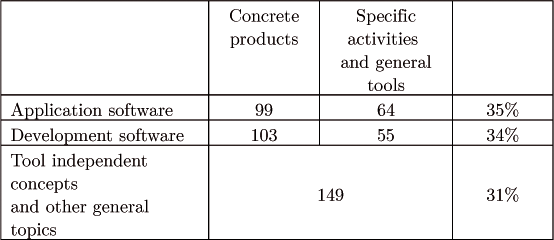 Concrete products
Specific activities and general tools
Application software 99 64 35%
Development software 103 55 34%
Tool independent
concepts
and other general
topics
149 31%